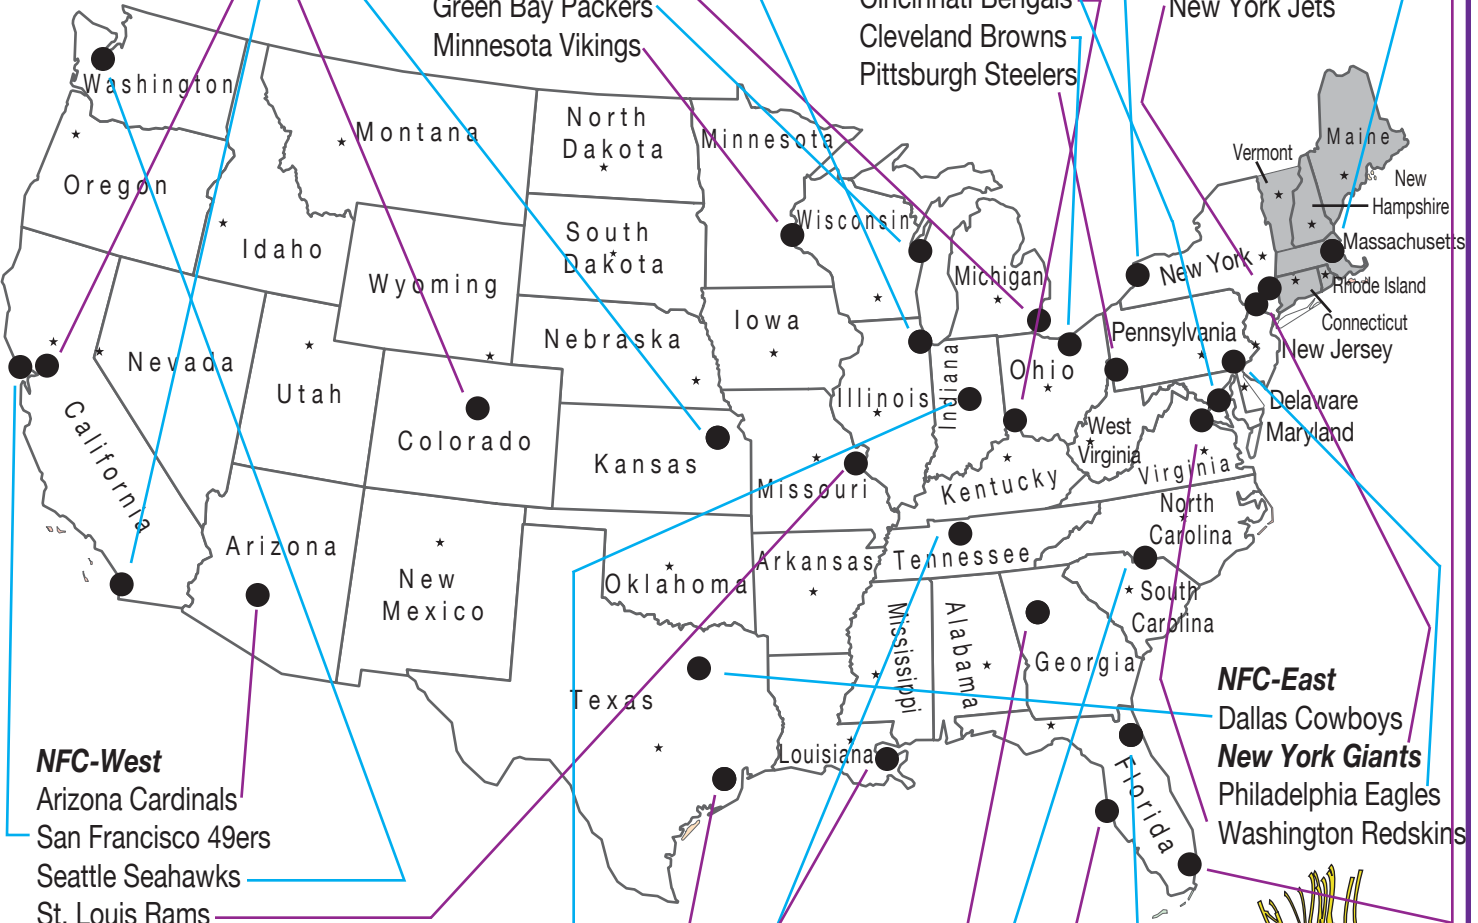 Green Bay Packers
Minnesota Vikings
Cincinnati Bengals
Cleveland Browns
Pittsburgh Steelers
New York Jets
Washington
Montana
North
Dakota
Minnesota
Maine
Vermont
New
Hampshire
Oregon
Idaho
South
Dakota
Wisconsin
Massachusetts
Wyoming
Michigan
New York
Rhode Island
Connecticut
Nevada
Utah
Nebraska
Iowa
Pennsylvania
New Jersey
Ohio
Indiana
Illinois
Delaware
Maryland
California
Colorado
Kansas
Missouri
West
Virginia
Virginia
Kentucky
North
Carolina
Arizona
New
Mexico
Oklahoma
Arkansas
Tennessee
South
Carolina
Mississippi
Alabama
Georgia
Texas
Louisiana
Florida
NFC-East
Dallas Cowboys
New York Giants
Philadelphia Eagles
Washington Redskins
NFC-West
Arizona Cardinals
San Francisco 49ers
Seattle Seahawks
St. Louis Rams